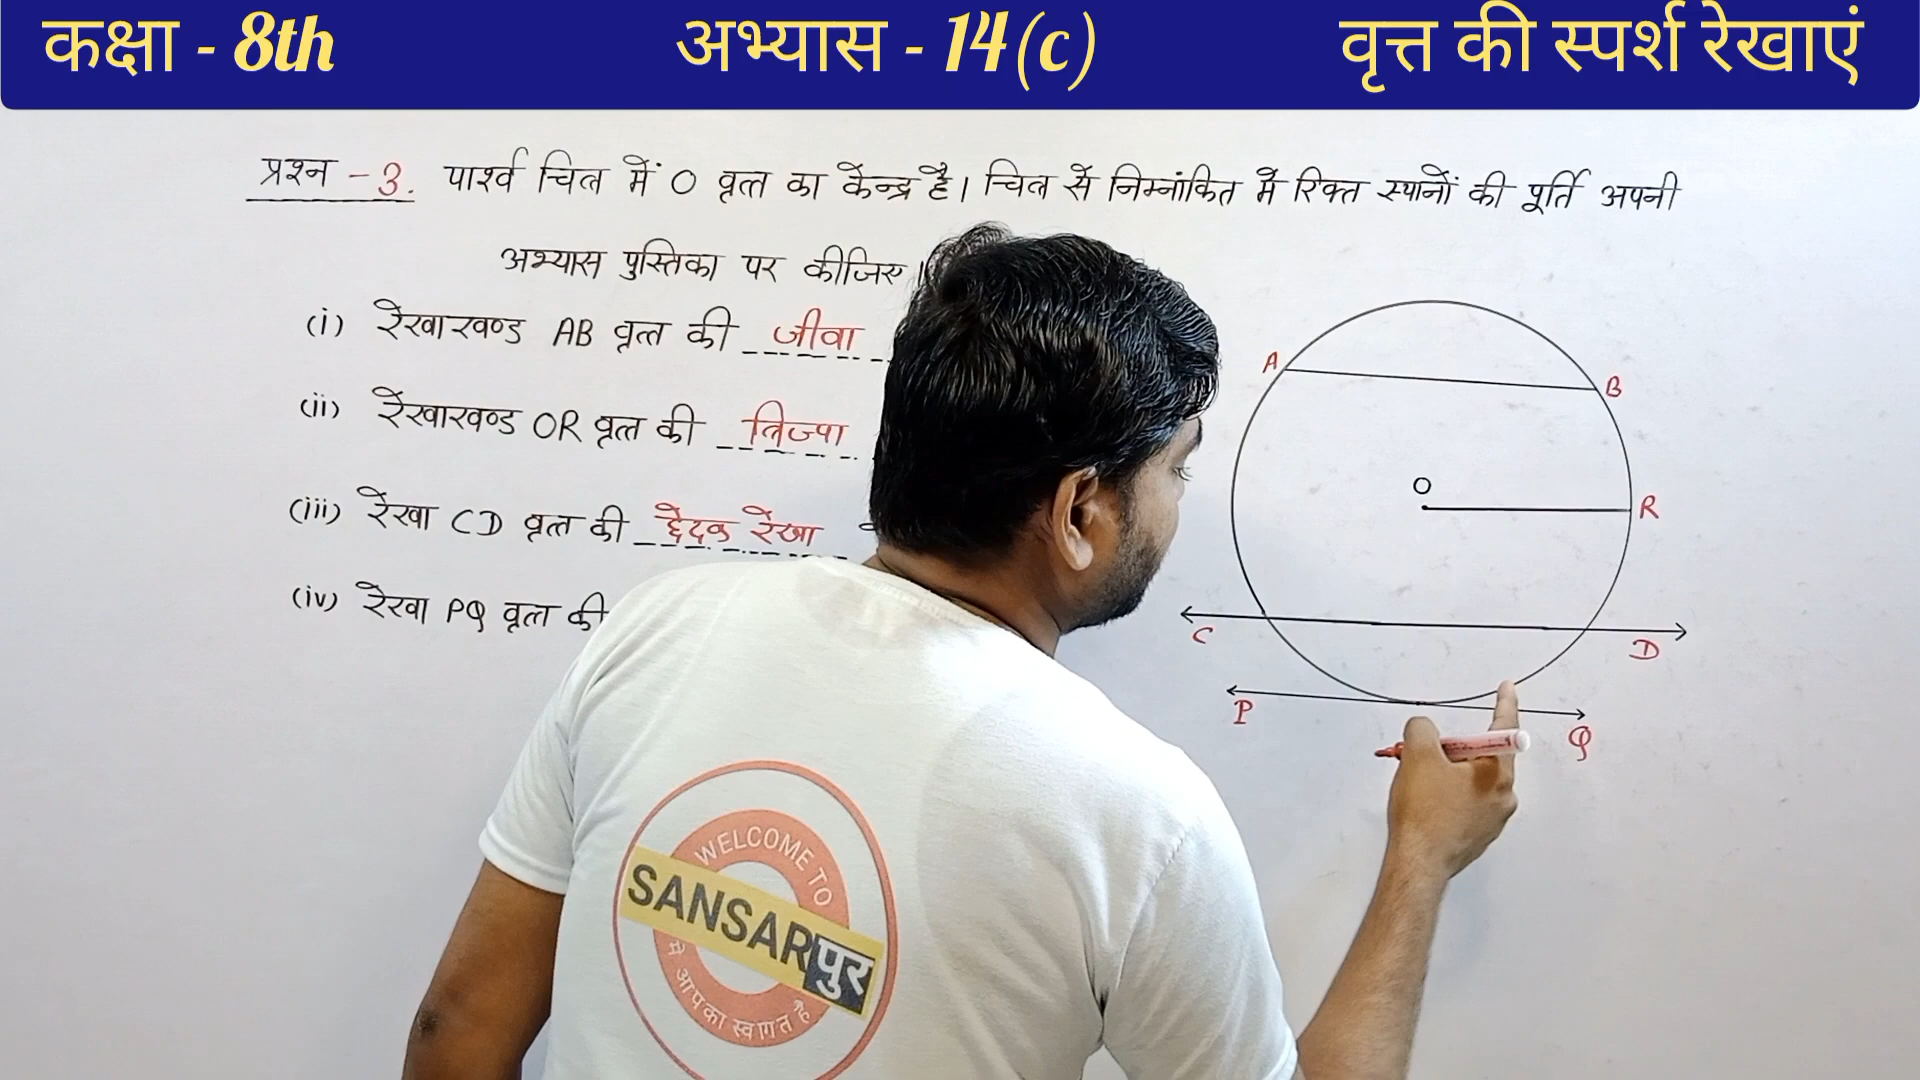 कक्षा - 8th अभ्यास - 14(c) वृत्त की स्पर्श रेखाएं
प्रश्न - 3. पार्श्व चित्र में O वृत्त का केन्द्र है। चित्र से निम्नांकित में रिक्त स्थानों की पूर्ति अपनी
अभ्यास पुस्तिका पर कीजिए।
(i) रेखाखण्ड AB वृत्त की जीवा
(ii) रेखाखण्ड OR वृत्त की त्रिज्या
(iii) रेखा CD वृत्त की छेदक रेखा
(iv) रेखा PQ वृत्त की
A
B
O
R
C
D
P
Q
WELCOME TO
SANSARपुर
में आपका स्वागत है